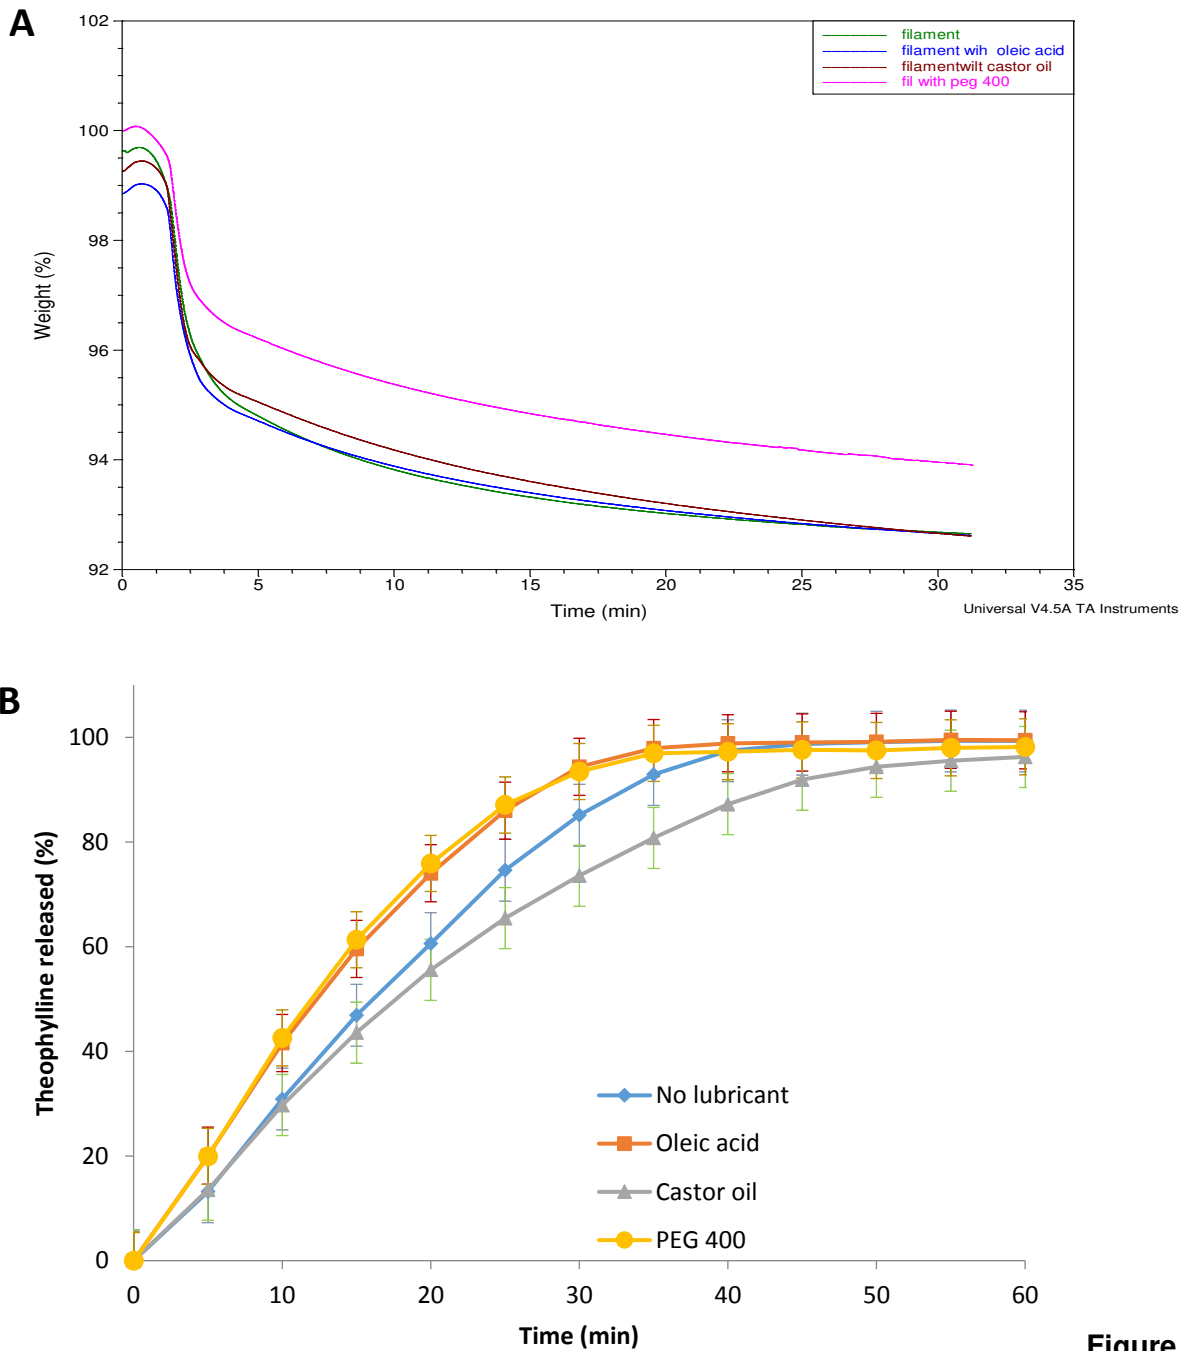 A
102
100
98
96
94
92
Weight (%)
filament
filament wih oleic acid
filamentwilt castor oil
fil with peg 400
0 5 10 15 20 25 30 35
Time (min)
Universal V4.5A TA Instruments
B
100
80
60
40
20
0
Theophylline released (%)
No lubricant
Oleic acid
Castor oil
PEG 400
0 10 20 30 40 50 60
Time (min)
Figure